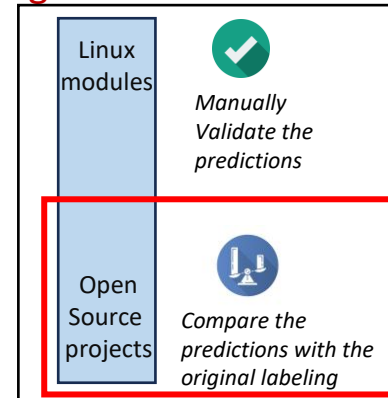 Linux
modules
Manually
Validate the
predictions
Open
Source
projects
Compare the
predictions with the
original labeling